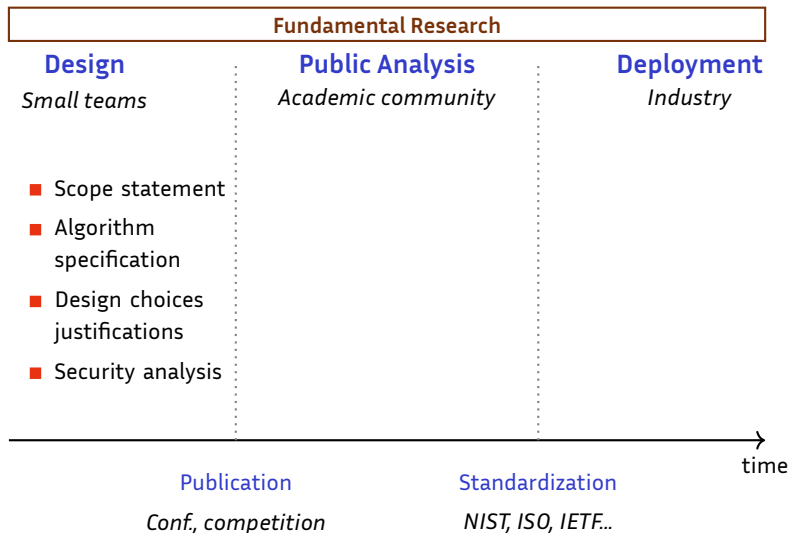 Fundamental Research
Design
Small teams
Public Analysis
Academic community
Deployment
Industry
Scope statement
Algorithm
specification
Design choices
justifications
Security analysis
time
Publication
Conf., competition
Standardization
NIST, ISO, IETF...